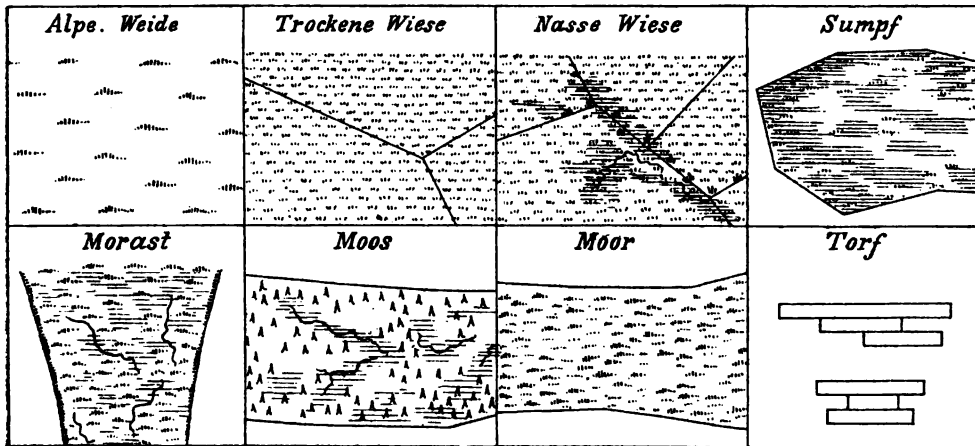 Alpe. Weide
Trockene Wiese
Nasse Wiese
Sumpf
Morast
Moos
Moor
Torf